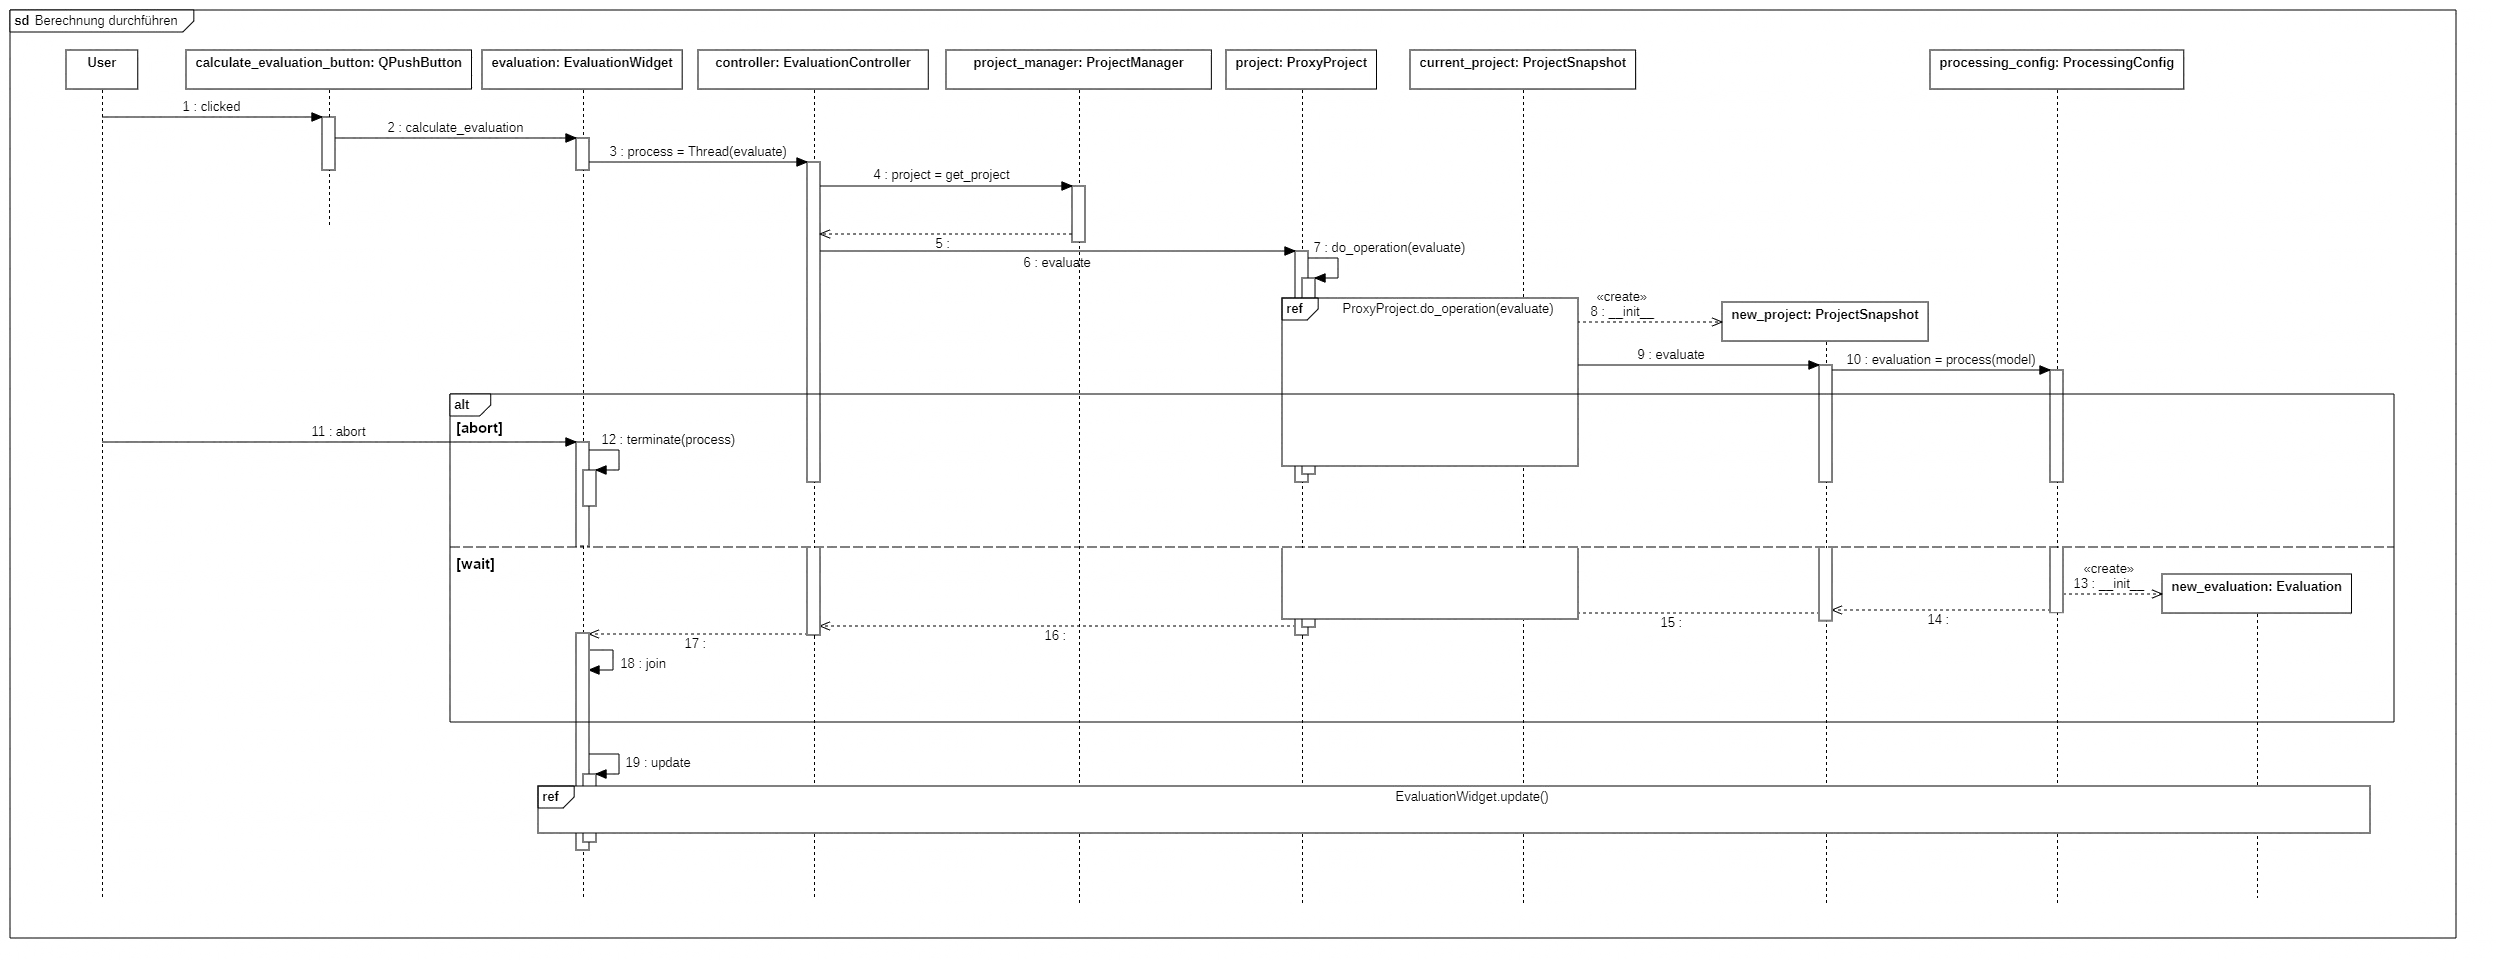 sd Berechnung durchführen
User
calculate_evaluation_button: QPushButton
evaluation: EvaluationWidget
controller: EvaluationController
project_manager: ProjectManager
project: ProxyProject
current_project: ProjectSnapshot
processing_config: ProcessingConfig
1 : clicked
2 : calculate_evaluation
3 : process = Thread(evaluate)
4 : project = get_project
5 :
6 : evaluate
7 : do_operation(evaluate)
ref
ProxyProject.do_operation(evaluate)
«create»
8 : __init__
new_project: ProjectSnapshot
9 : evaluate
10 : evaluation = process(model)
alt
[abort]
11 : abort
12 : terminate(process)
[wait]
«create»
13 : __init__
new_evaluation: Evaluation
14 :
15 :
16 :
17 :
18 : join
19 : update
ref
EvaluationWidget.update()